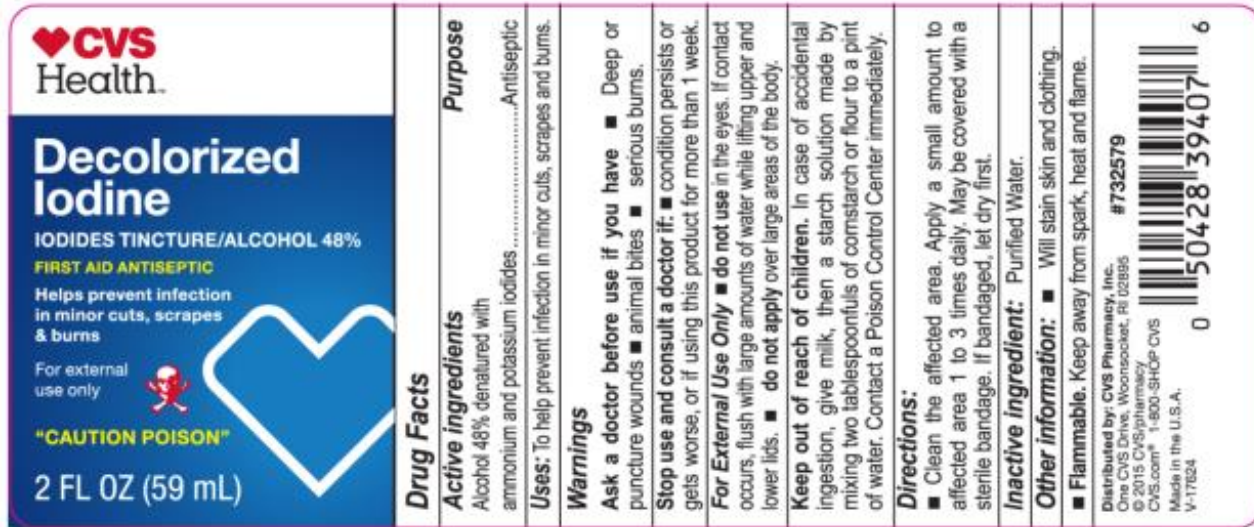 CVS
Health™
Decolorized
Iodine
IODIDES TINCTURE/ALCOHOL 48%
FIRST AID ANTISEPTIC
Helps prevent infection
in minor cuts, scrapes
& burns
For external
use only
"CAUTION POISON"
2 FL OZ (59 mL)
Drug Facts
Active ingredients Purpose
Alcohol 48% denatured with
ammonium and potassium iodides ..............................Antiseptic
Uses: To help prevent infection in minor cuts, scrapes and burns.
Warnings
Ask a doctor before use if you have ■ Deep or
puncture wounds ■ animal bites ■ serious burns.
Stop use and consult a doctor if: ■ condition persists or
gets worse, or if using this product for more than 1 week.
For External Use Only ■ do not use in the eyes. If contact
occurs, flush with large amounts of water while lifting upper and
lower lids. ■ do not apply over large areas of the body.
Keep out of reach of children. In case of accidental
ingestion, give milk, then a starch solution made by
mixing two tablespoonfuls of cornstarch or flour to a pint
of water. Contact a Poison Control Center immediately.
Directions:
■ Clean the affected area. Apply a small amount to
affected area 1 to 3 times daily. May be covered with a
sterile bandage. If bandaged, let dry first.
Inactive ingredient: Purified Water.
Other information: ■ Will stain skin and clothing.
■ Flammable. Keep away from spark, heat and flame.
Distributed by: CVS Pharmacy, Inc.
One CVS Drive, Woonsocket, RI 02895
© 2015 CVS/pharmacy
CVS.com® 1-800-SHOP CVS
Made in the U.S.A.
V-17624
#732579
0 50428 39407 6